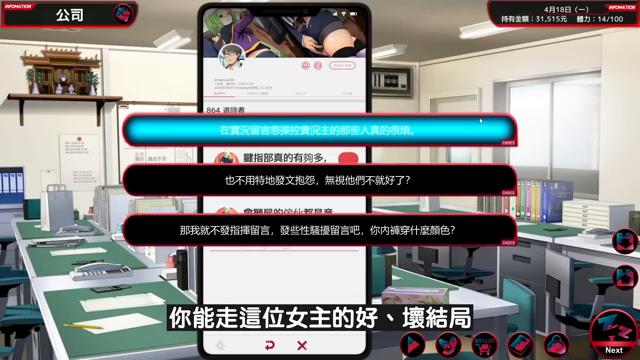 INFOMATION
公司
INFOMATION
4月18日（一）
持有金額：31,515元
體力：14/100
864 追隨者
在實況留言想操控實況主的那些人真的很煩。
鍵指部真的有夠多，
也不用特地發文抱怨，無視他們不就好了？
那我就不發指揮留言，發些性騷擾留言吧，你內褲穿什麼顏色？
你能走這位女主的好、壞結局
Next